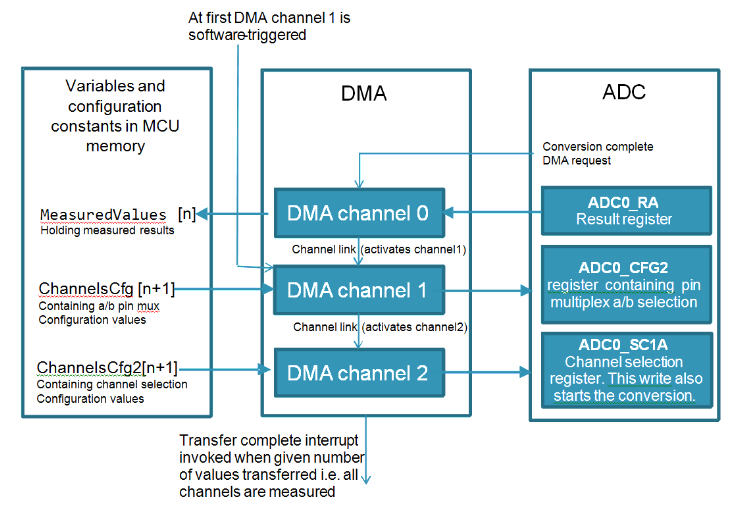 At first DMA channel 1 is
software-triggered
Variables and
configuration
constants in MCU
memory
DMA
ADC
Conversion complete
DMA request
MeasuredValues [n]
Holding measured results
DMA channel 0
ADC0_RA
Result register
Channel link (activates channel1)
ChannelsCfg [n+1]
Containing a/b pin mux
Configuration values
DMA channel 1
ADC0_CFG2
register containing pin
multiplex a/b selection
Channel link (activates channel2)
ChannelsCfg2[n+1]
Containing channel selection
Configuration values
DMA channel 2
ADC0_SC1A
Channel selection
register. This write also
starts the conversion.
Transfer complete interrupt
invoked when given number
of values transferred i.e. all
channels are measured